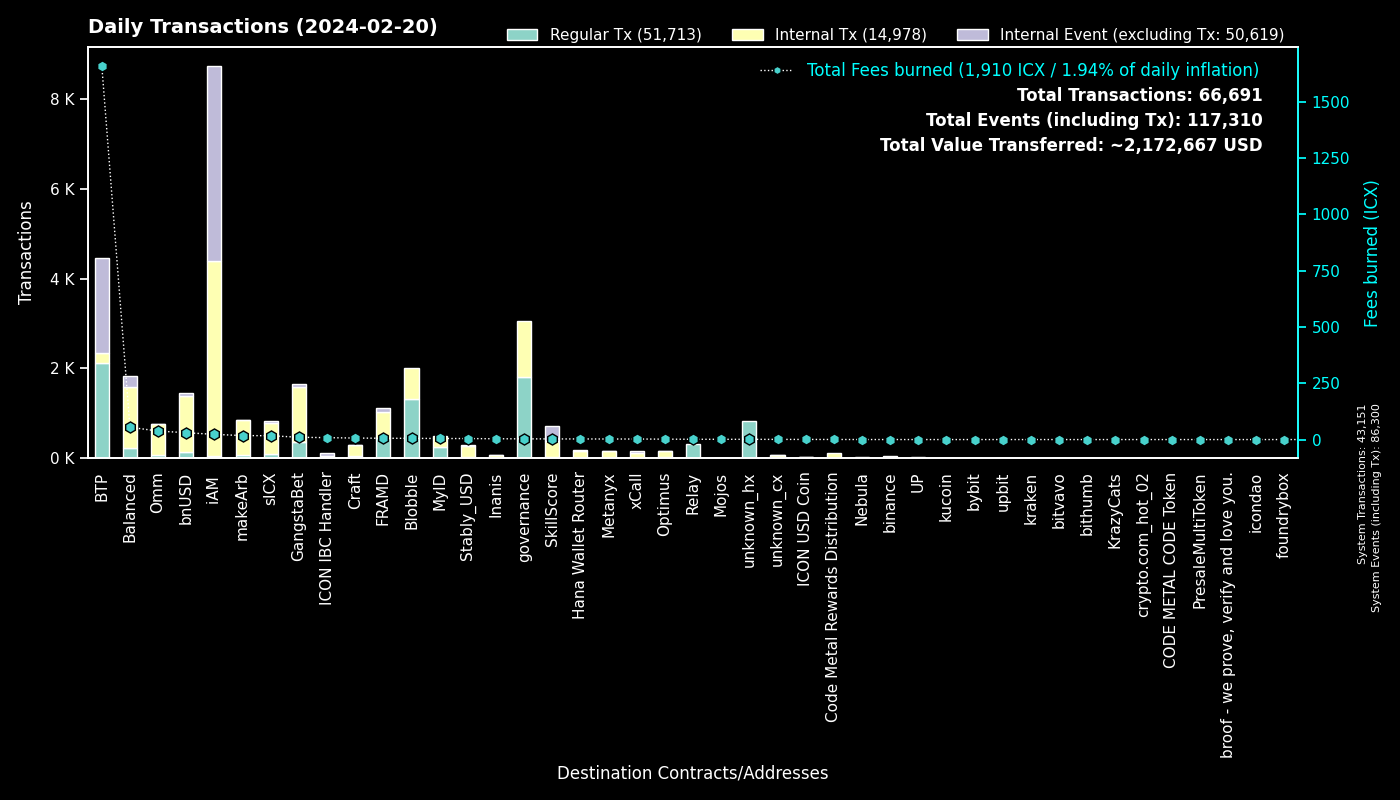 Daily Transactions (2024-02-20)
Regular Tx (51,713)
Internal Tx (14,978)
Internal Event (excluding Tx: 50,619)
Total Fees burned (1,910 ICX / 1.94% of daily inflation)
Total Transactions: 66,691
Total Events (including Tx): 117,310
Total Value Transferred: ~2,172,667 USD
Transactions
8 K
6 K
4 K
2 K
0 K
1500
1250
1000
750
500
250
0
Fees burned (ICX)
System Transactions: 43,151
System Events (including Tx): 86,300
BTP
Balanced
Omm
bnUSD
iAM
makeArb
sICX
GangstaBet
ICON IBC Handler
Craft
FRAMD
Blobble
MyID
Stably_USD
Inanis
governance
SkillScore
Hana Wallet Router
Metanyx
xCall
Optimus
Relay
Mojos
unknown_hx
unknown_cx
ICON USD Coin
Code Metal Rewards Distribution
Nebula
binance
UP
kucoin
bybit
upbit
kraken
bitvavo
bithumb
KrazyCats
crypto.com_hot_02
CODE METAL CODE Token
PresaleMultiToken
broof - we prove, verify and love you.
icondao
foundrybox
Destination Contracts/Addresses